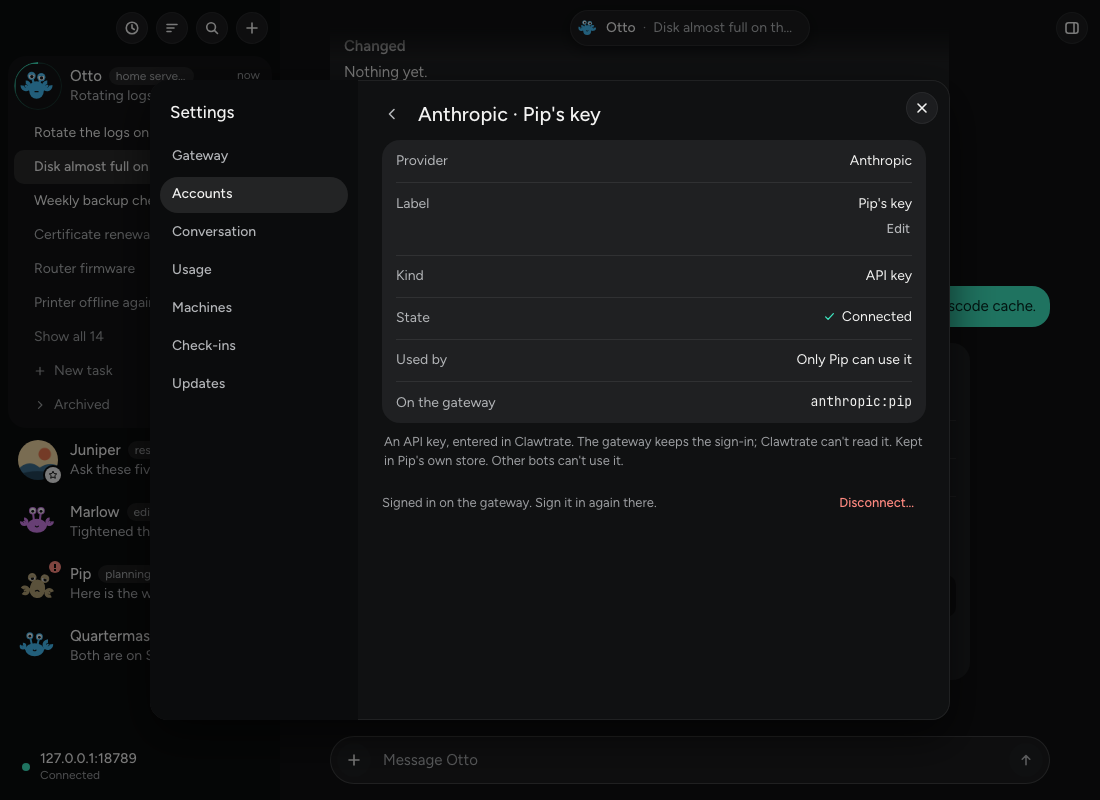 Otto · Disk almost full on th…
Changed
Nothing yet.
Otto
home serve…
now
Rotating logs
Rotate the logs on
Disk almost full on
Weekly backup che
Certificate renewa
Router firmware
Printer offline again
Show all 14
New task
Archived
Juniper
res
Ask these fiv
Marlow
edi
Tightened th
Pip
planning
Here is the w
Quartermas
Both are on S
127.0.0.1:18789
Connected
Settings
Gateway
Accounts
Conversation
Usage
Machines
Check-ins
Updates
Anthropic · Pip's key
Provider
Anthropic
Label
Pip's key
Edit
Kind
API key
State
Connected
Used by
Only Pip can use it
On the gateway
anthropic:pip
An API key, entered in Clawtrate. The gateway keeps the sign-in; Clawtrate can't read it. Kept
in Pip's own store. Other bots can't use it.
Signed in on the gateway. Sign it in again there.
Disconnect…
scode cache.
Message Otto